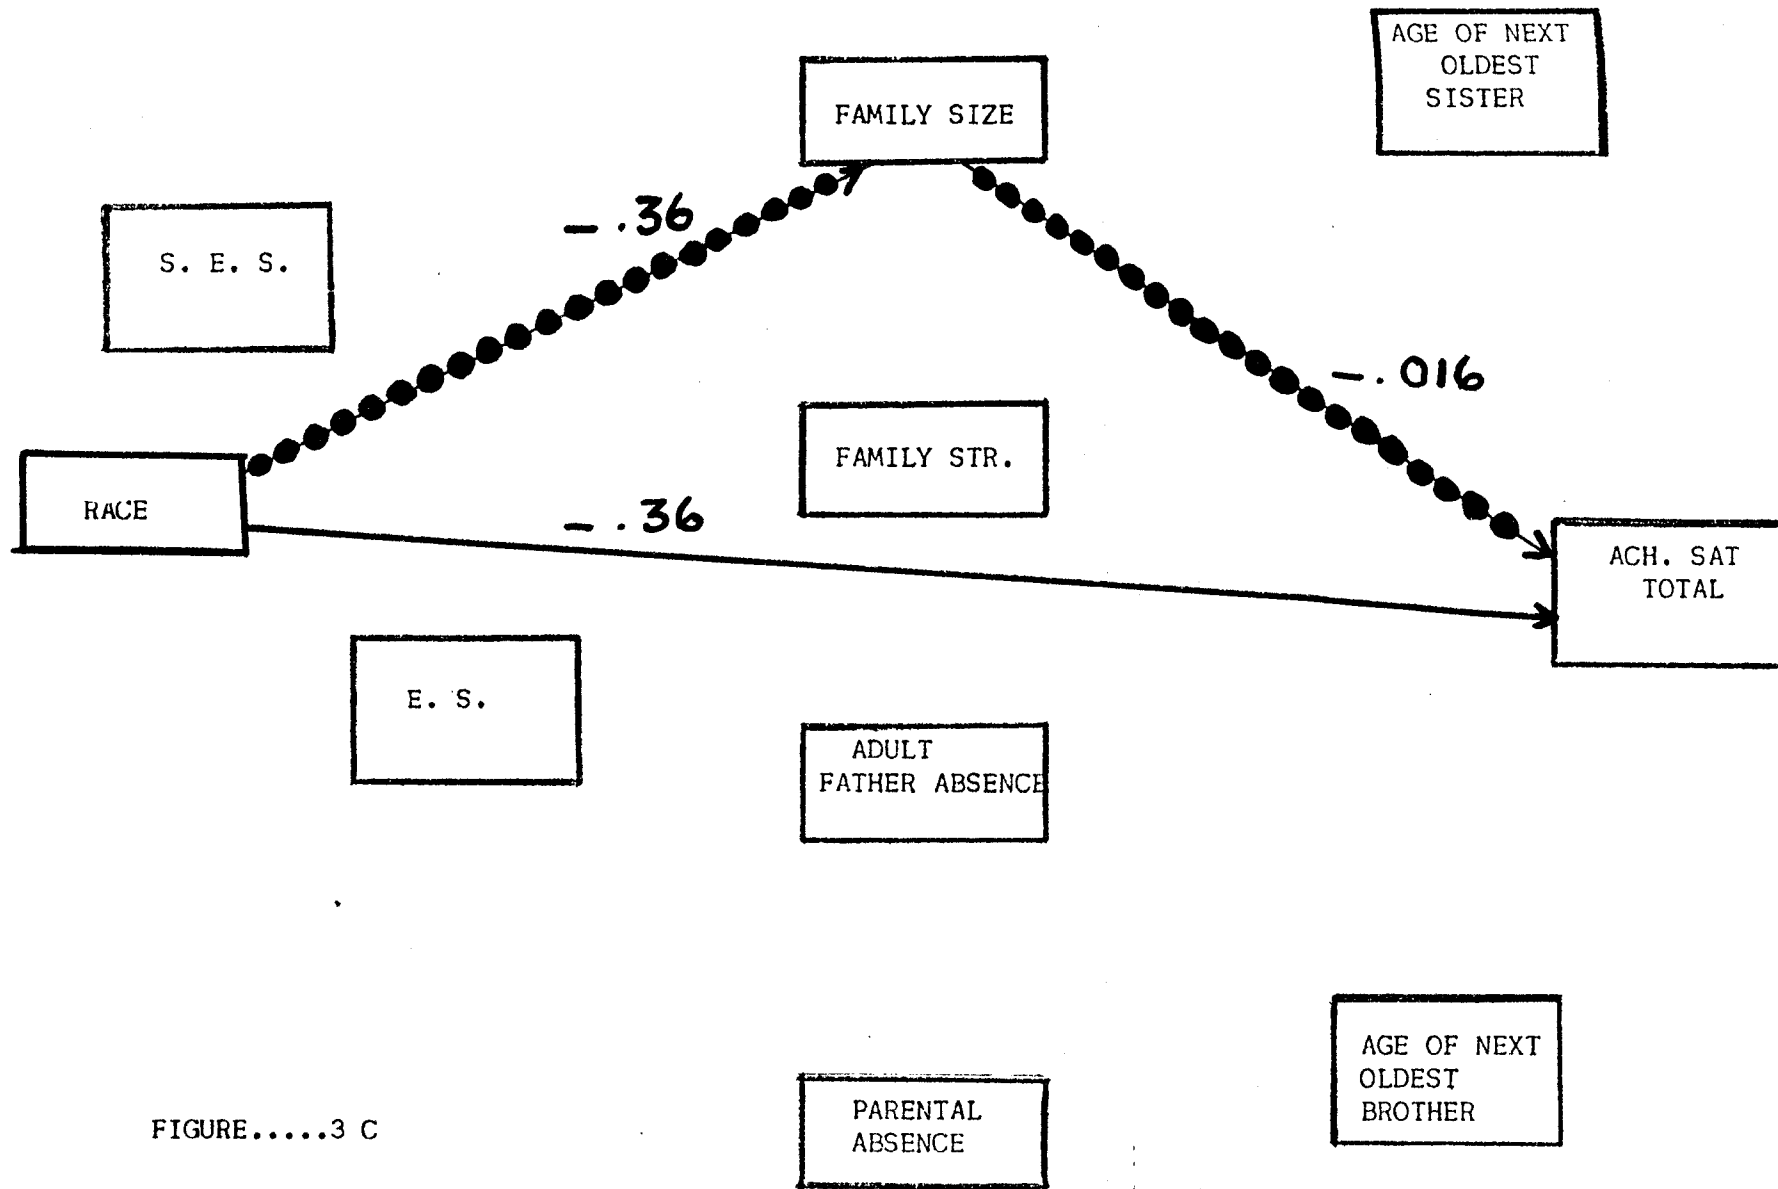 AGE OF NEXT
OLDEST
SISTER
FAMILY SIZE
- .36
S. E. S.
- .016
FAMILY STR.
RACE
- .36
ACH. SAT
TOTAL
E. S.
ADULT
FATHER ABSENCE
AGE OF NEXT
OLDEST
BROTHER
PARENTAL
ABSENCE
FIGURE.....3 C